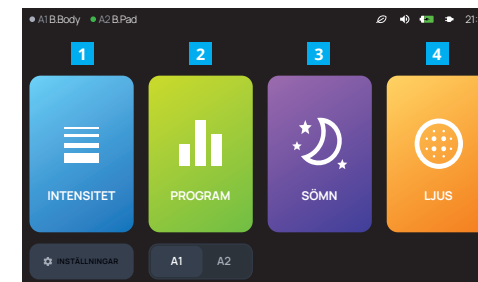 A1 B.Body A2 B.Pad 21:
1 2 3 4
INTENSITET PROGRAM SÖMN LJUS
INSTÄLLNINGAR A1 A2